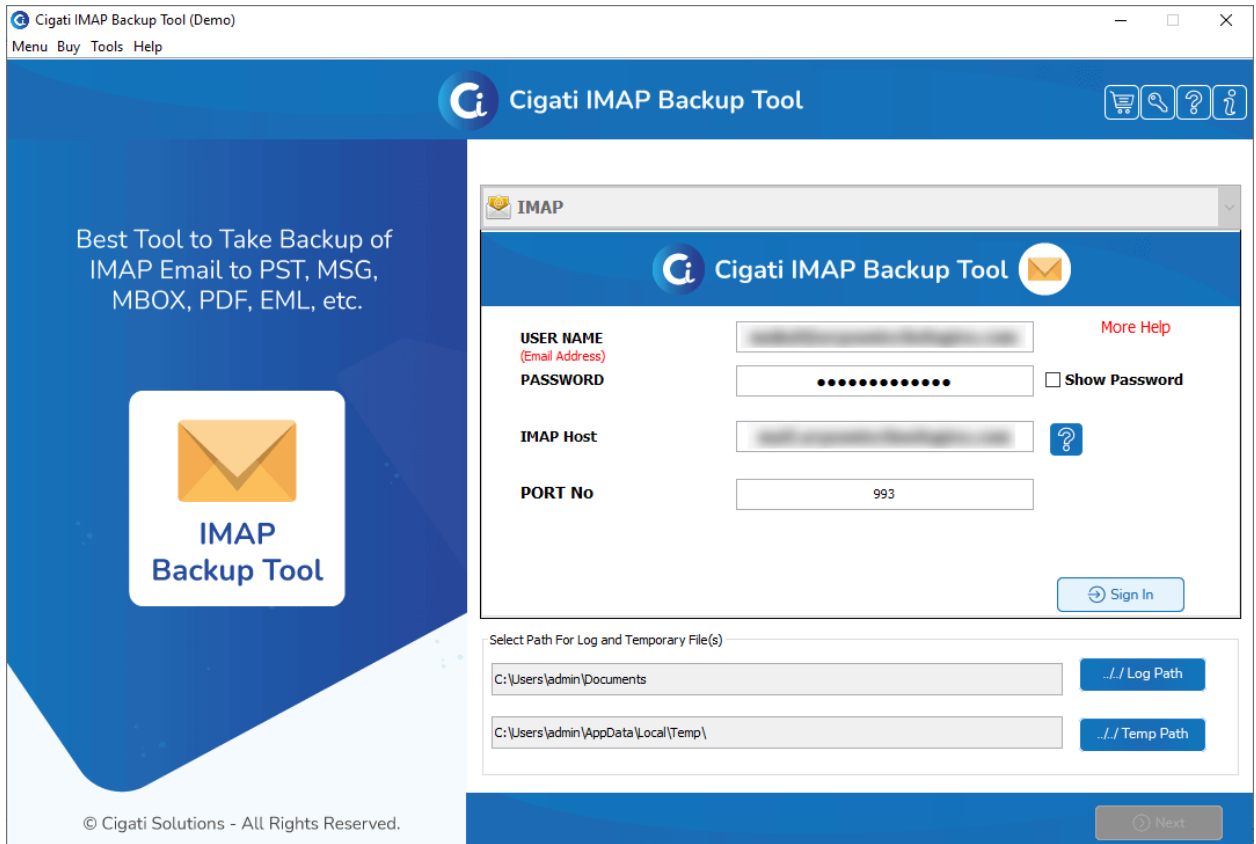 Cigati IMAP Backup Tool (Demo)
Menu Buy Tools Help
Ci Cigati IMAP Backup Tool
Best Tool to Take Backup of
IMAP Email to PST, MSG,
MBOX, PDF, EML, etc.
IMAP
Backup Tool
© Cigati Solutions - All Rights Reserved.
IMAP
Ci Cigati IMAP Backup Tool
USER NAME
(Email Address)
More Help
PASSWORD
Show Password
IMAP Host
?
PORT No
993
Sign In
Select Path For Log and Temporary File(s)
C:\Users\admin\Documents
../../ Log Path
C:\Users\admin\AppData\Local\Temp\
../../ Temp Path
Next